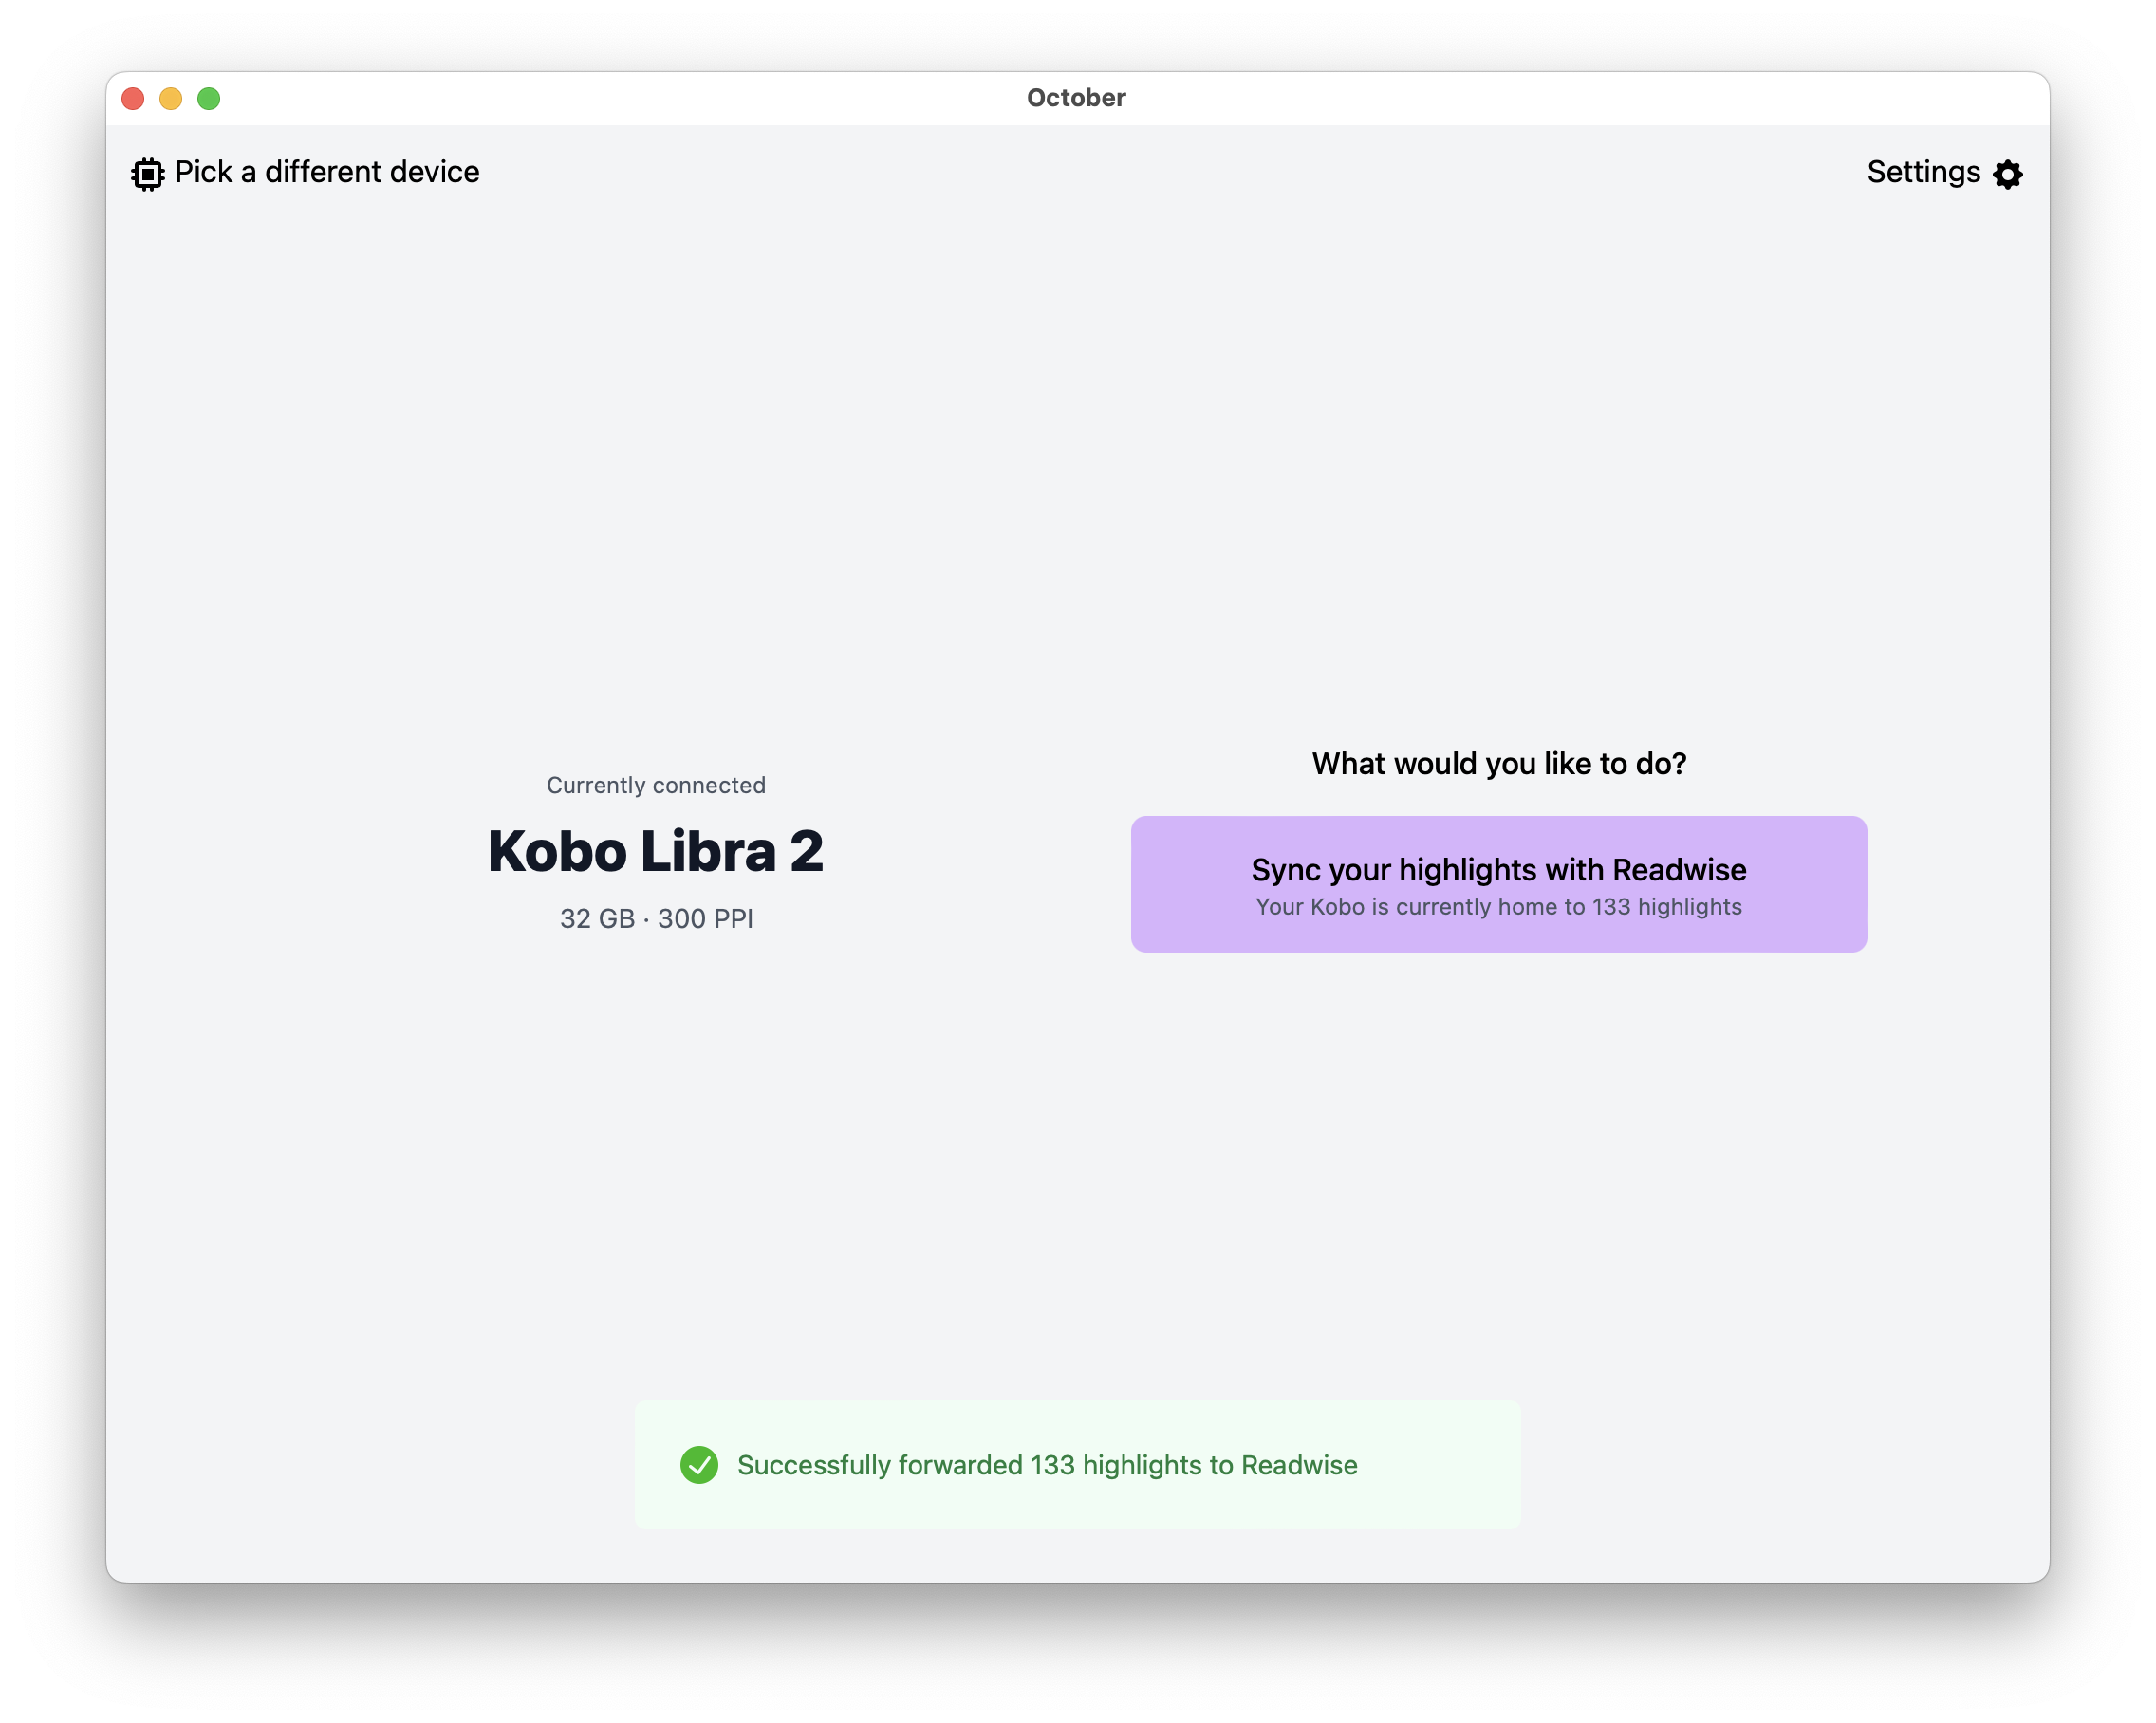 October
Pick a different device
Settings
Currently connected
Kobo Libra 2
32 GB · 300 PPI
What would you like to do?
Sync your highlights with Readwise
Your Kobo is currently home to 133 highlights
Successfully forwarded 133 highlights to Readwise